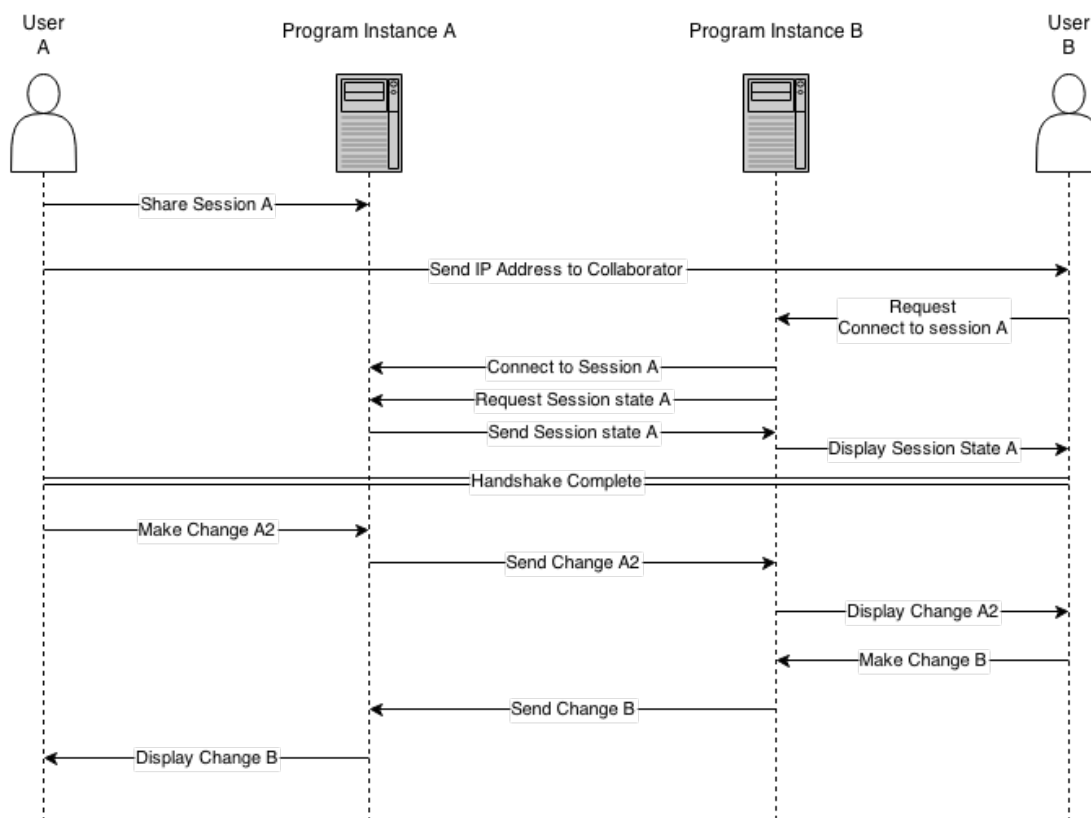 User
A
Program Instance A
Program Instance B
User
B
Share Session A
Send IP Address to Collaborator
Request
Connect to session A
Connect to Session A
Request Session state A
Send Session state A
Display Session State A
Handshake Complete
Make Change A2
Send Change A2
Display Change A2
Make Change B
Send Change B
Display Change B